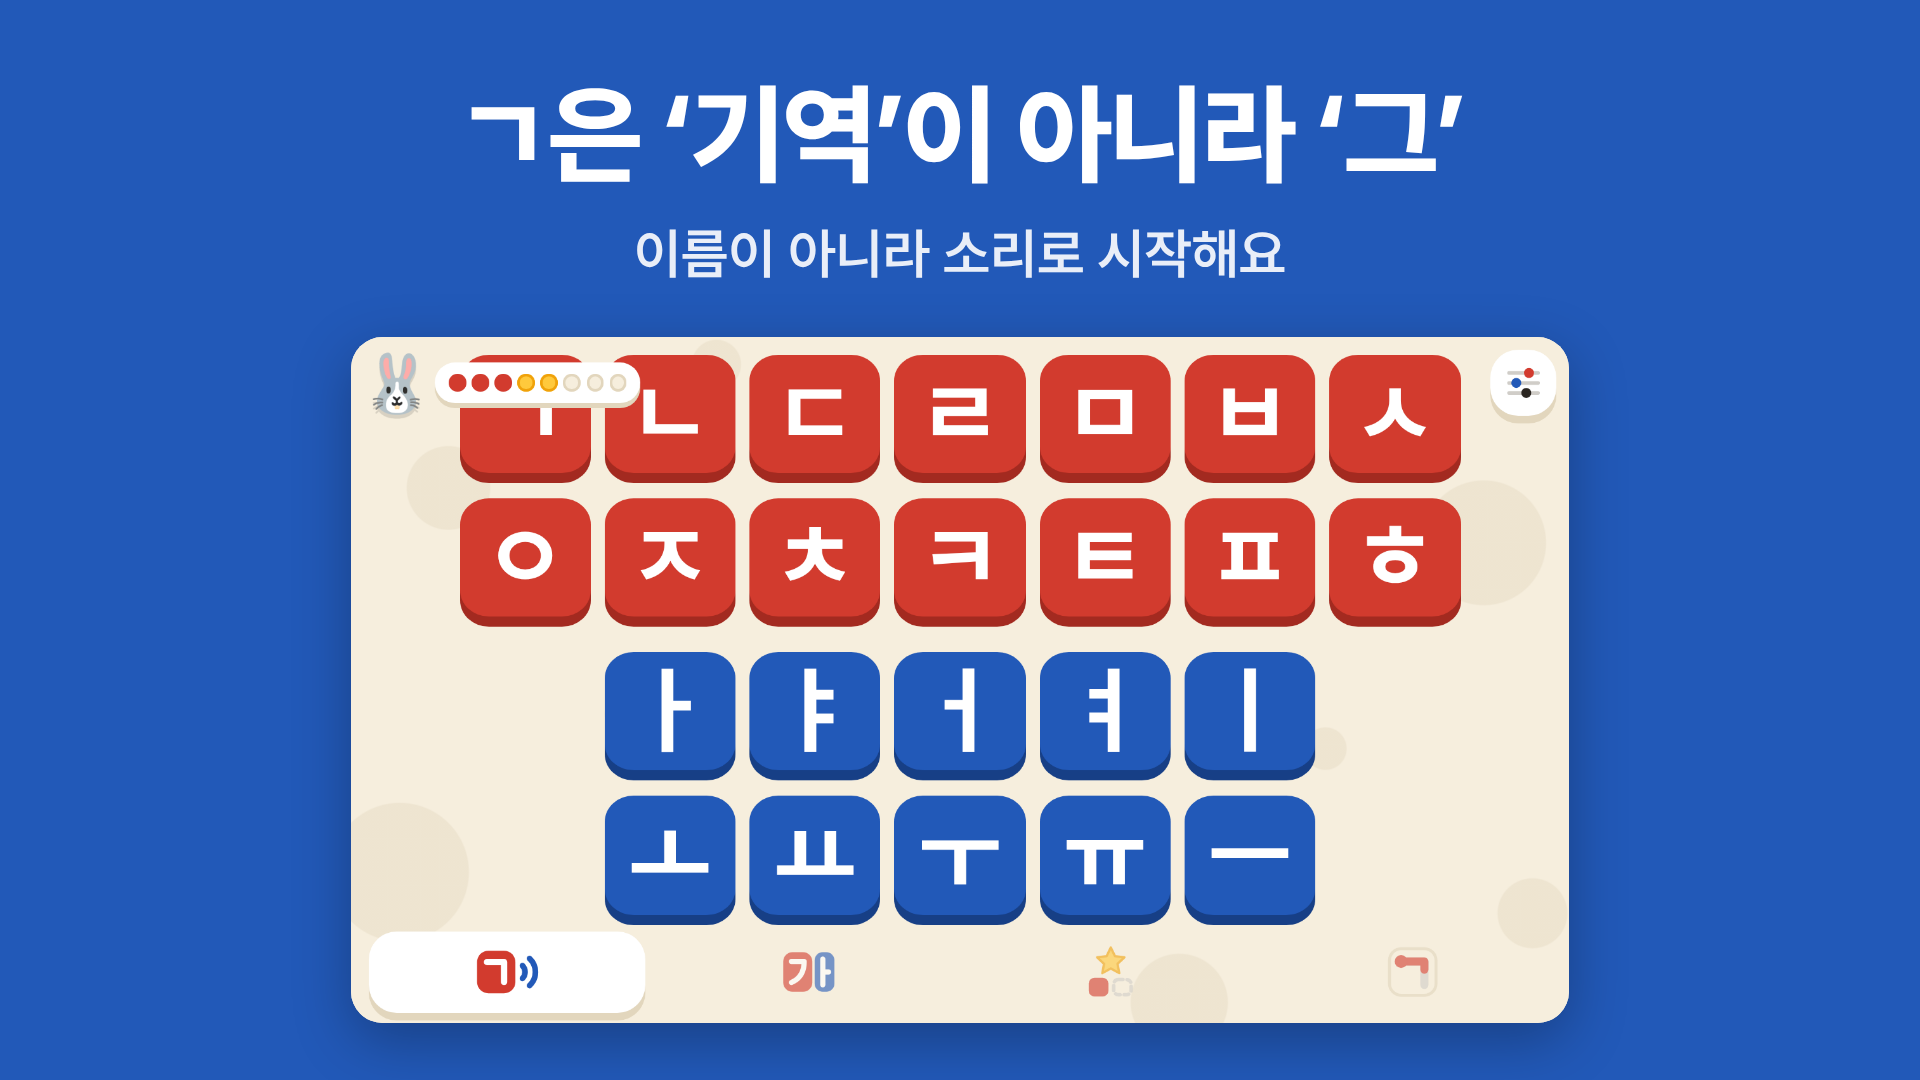 ㄱ은 ‘기역’이 아니라 ‘그’
이름이 아니라 소리로 시작해요
ㄱ ㄴ ㄷ ㄹ ㅁ ㅂ ㅅ
ㅇ ㅈ ㅊ ㅋ ㅌ ㅍ ㅎ
ㅏ ㅑ ㅓ ㅕ ㅣ
ㅗ ㅛ ㅜ ㅠ ㅡ
ㄱ 가 ㄱ